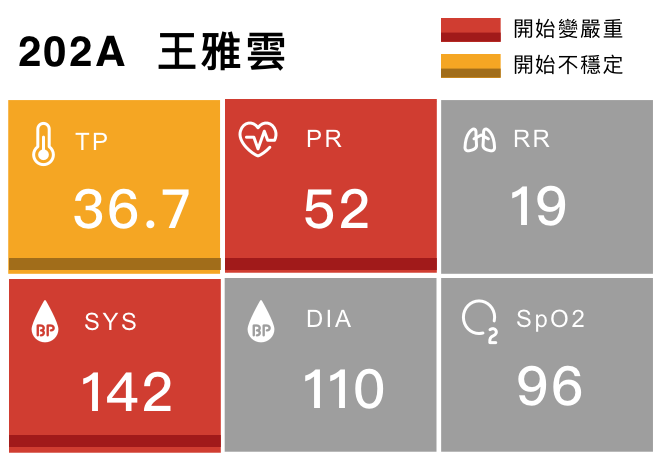 202A 王雅雲
開始變嚴重
開始不穩定
TP
36.7
PR
52
RR
19
BP SYS
142
BP DIA
110
O2 SpO2
96